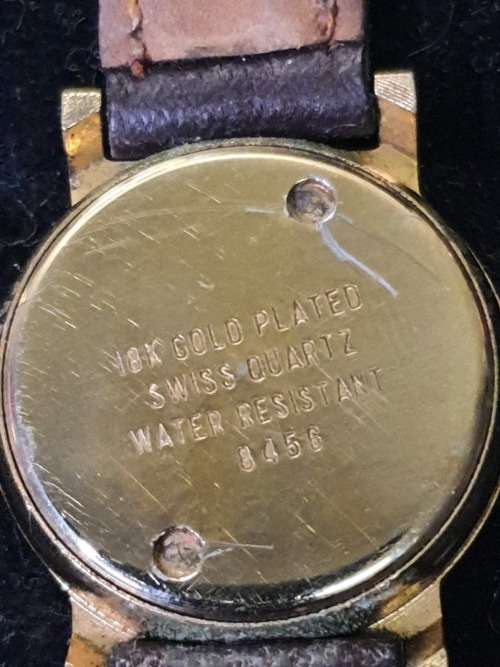 18K GOLD PLATED
SWISS QUARTZ
WATER RESISTANT
8456